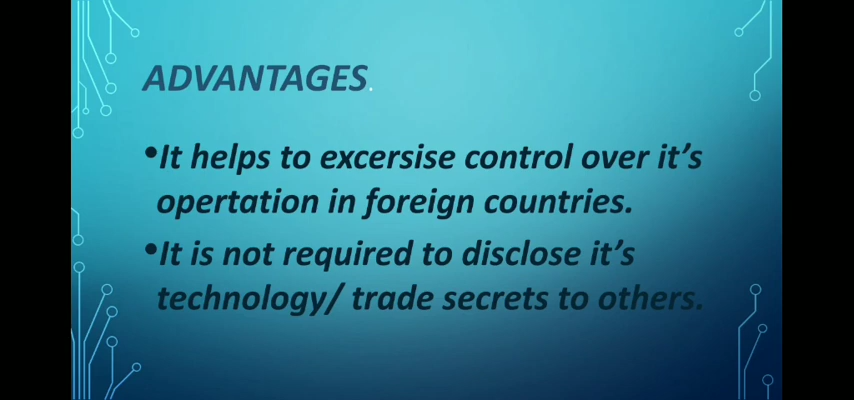 ADVANTAGES.
•It helps to excersise control over it’s
opertation in foreign countries.
•It is not required to disclose it’s
technology/ trade secrets to others.